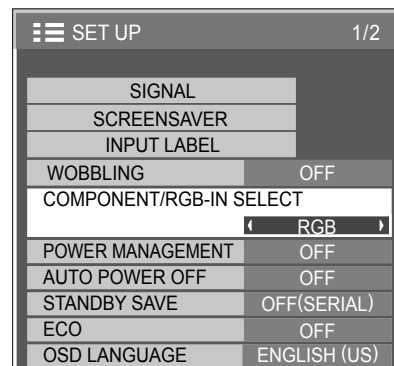 SET UP 1/2
SIGNAL
SCREENSAVER
INPUT LABEL
WOBBLING OFF
COMPONENT/RGB-IN SELECT
RGB
POWER MANAGEMENT OFF
AUTO POWER OFF OFF
STANDBY SAVE OFF(SERIAL)
ECO OFF
OSD LANGUAGE ENGLISH (US)